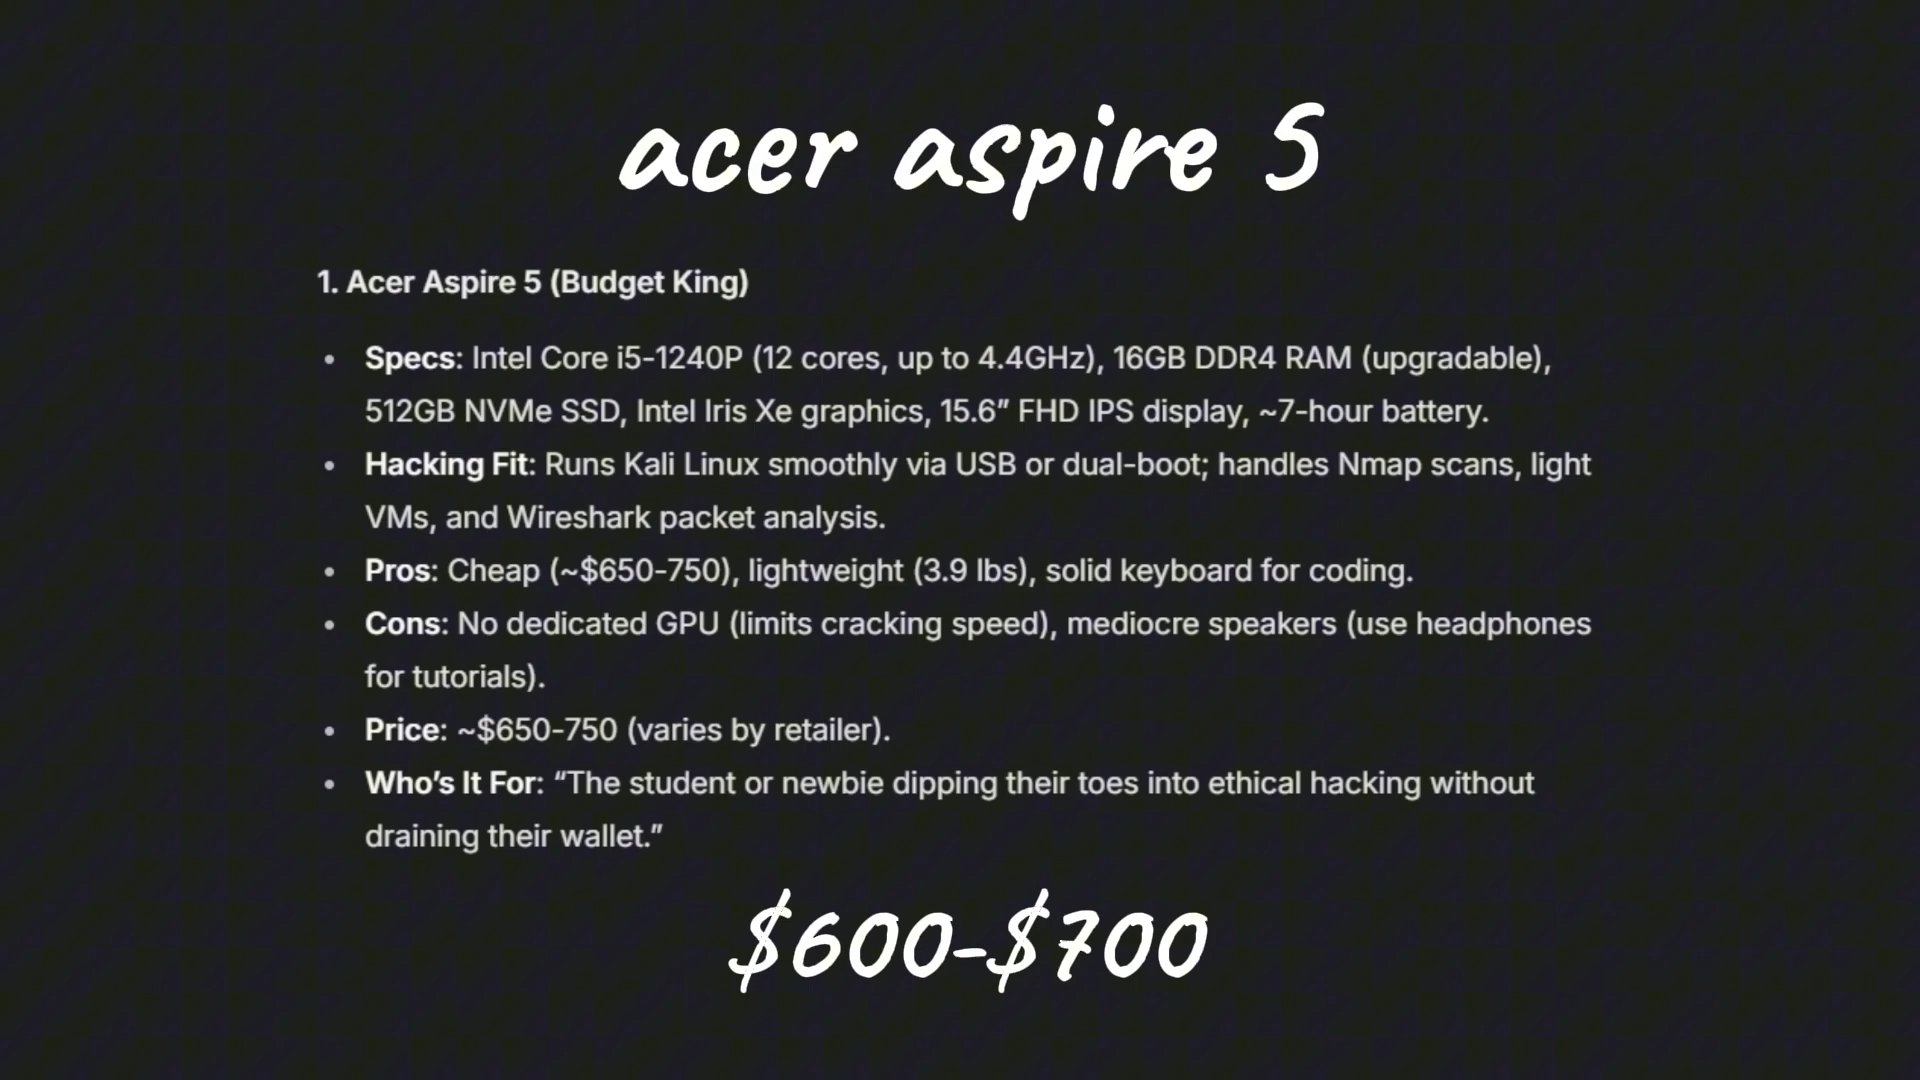 acer aspire 5
1. Acer Aspire 5 (Budget King)
• Specs: Intel Core i5-1240P (12 cores, up to 4.4GHz), 16GB DDR4 RAM (upgradable),
512GB NVMe SSD, Intel Iris Xe graphics, 15.6″ FHD IPS display, ~7-hour battery.
• Hacking Fit: Runs Kali Linux smoothly via USB or dual-boot; handles Nmap scans, light
VMs, and Wireshark packet analysis.
• Pros: Cheap (~$650-750), lightweight (3.9 lbs), solid keyboard for coding.
• Cons: No dedicated GPU (limits cracking speed), mediocre speakers (use headphones
for tutorials).
• Price: ~$650-750 (varies by retailer).
• Who’s It For: “The student or newbie dipping their toes into ethical hacking without
draining their wallet.”
$600-$700